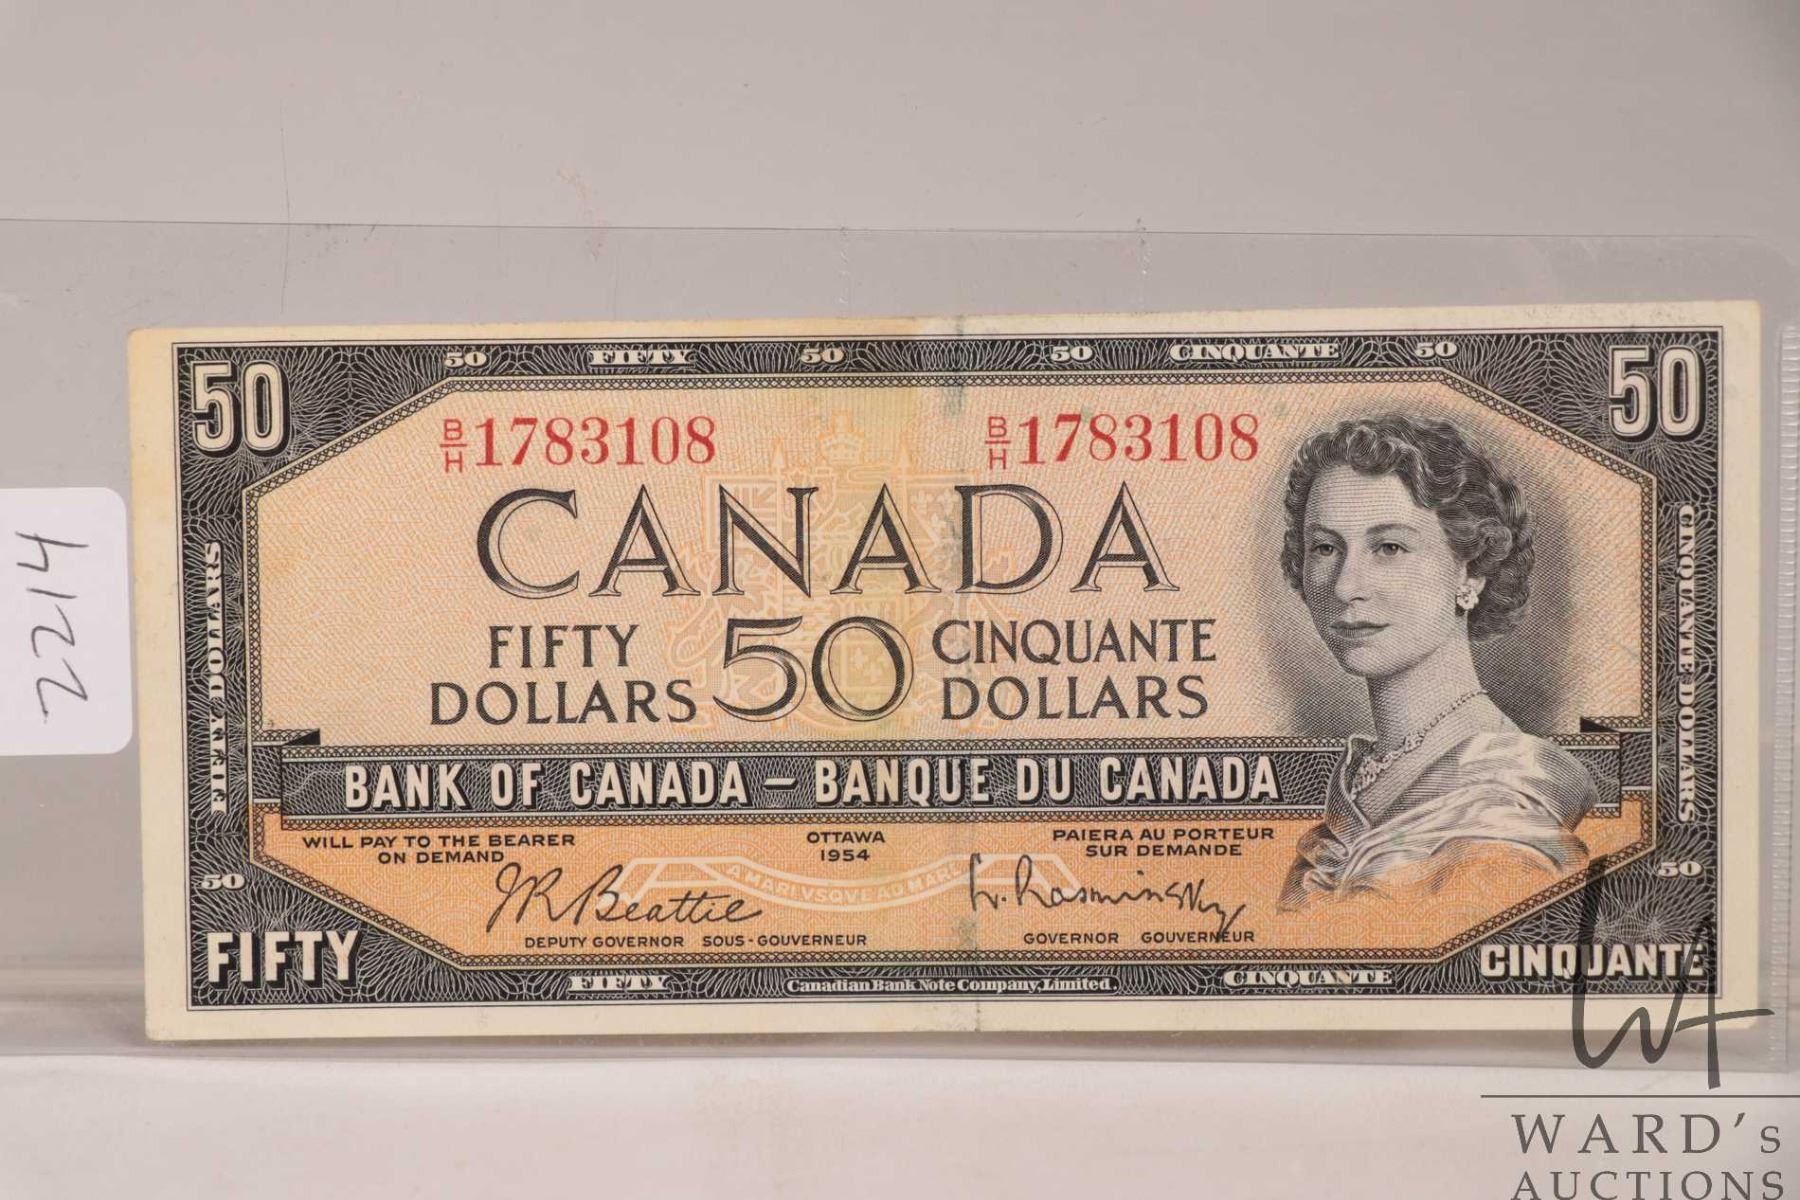 2214
50 FIFTY 50 50 CINQUANTE 50
50 50
B/H 1783108 B/H 1783108
CANADA
FIFTY DOLLARS
CINQUANTE DOLLARS
FIFTY 50 CINQUANTE
DOLLARS DOLLARS
BANK OF CANADA – BANQUE DU CANADA
WILL PAY TO THE BEARER OTTAWA PAIERA AU PORTEUR
ON DEMAND 1954 SUR DEMANDE
A MARI VSQVE AD MARE
JR Beattie L. Rasminsky
DEPUTY GOVERNOR SOUS-GOUVERNEUR GOVERNOR GOUVERNEUR
50 50
FIFTY CINQUANTE
FIFTY Canadian Bank Note Company, Limited. CINQUANTE
WA
WARD's
AUCTIONS